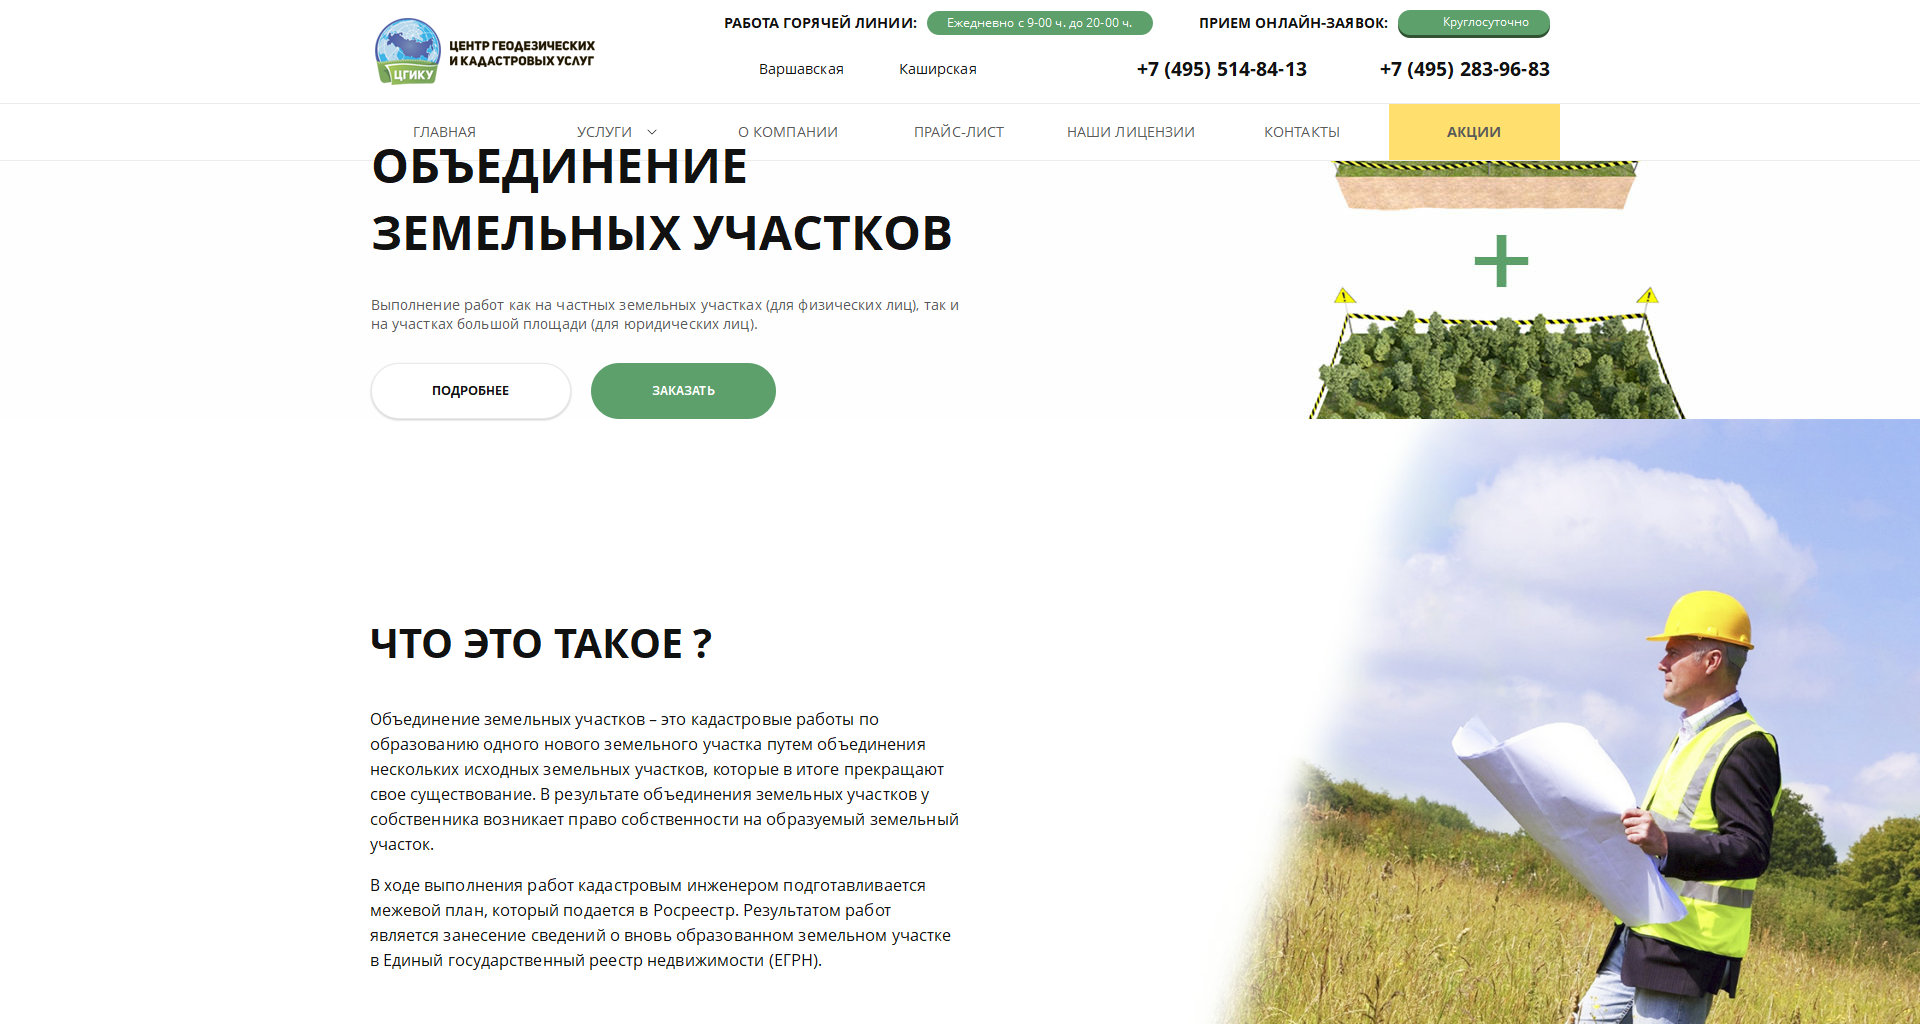 ЦЕНТР ГЕОДЕЗИЧЕСКИХ
И КАДАСТРОВЫХ УСЛУГ
ЦГИКУ
РАБОТА ГОРЯЧЕЙ ЛИНИИ: Ежедневно с 9-00 ч. до 20-00 ч.
ПРИЕМ ОНЛАЙН-ЗАЯВОК: Круглосуточно
Варшавская Каширская +7 (495) 514-84-13 +7 (495) 283-96-83
ГЛАВНАЯ УСЛУГИ О КОМПАНИИ ПРАЙС-ЛИСТ НАШИ ЛИЦЕНЗИИ КОНТАКТЫ АКЦИИ
ОБЪЕДИНЕНИЕ
ЗЕМЕЛЬНЫХ УЧАСТКОВ
Выполнение работ как на частных земельных участках (для физических лиц), так и
на участках большой площади (для юридических лиц).
ПОДРОБНЕЕ ЗАКАЗАТЬ
ЧТО ЭТО ТАКОЕ ?
Объединение земельных участков – это кадастровые работы по
образованию одного нового земельного участка путем объединения
нескольких исходных земельных участков, которые в итоге прекращают
свое существование. В результате объединения земельных участков у
собственника возникает право собственности на образуемый земельный
участок.
В ходе выполнения работ кадастровым инженером подготавливается
межевой план, который подается в Росреестр. Результатом работ
является занесение сведений о вновь образованном земельном участке
в Единый государственный реестр недвижимости (ЕГРН).